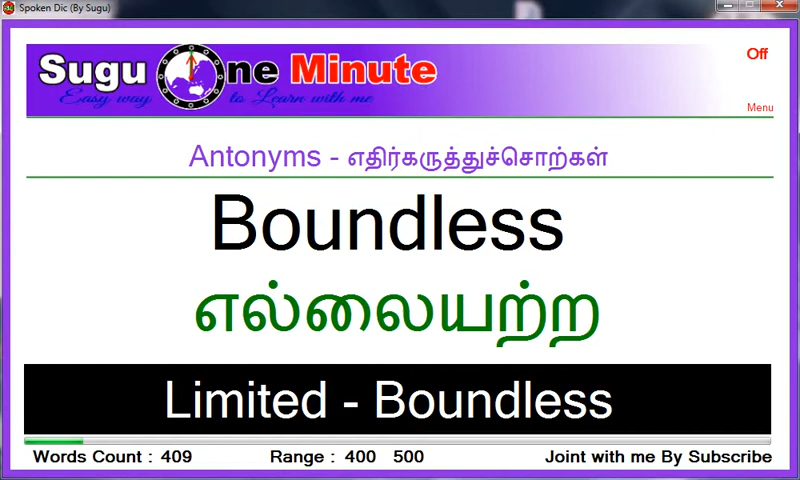 Spoken Dic (By Sugu)
Sugu One Minute
Easy way to Learn with me
Off
Menu
Antonyms - எதிர்கருத்துச்சொற்கள்
Boundless
எல்லையற்ற
Limited - Boundless
Words Count : 409 Range : 400 500 Joint with me By Subscribe